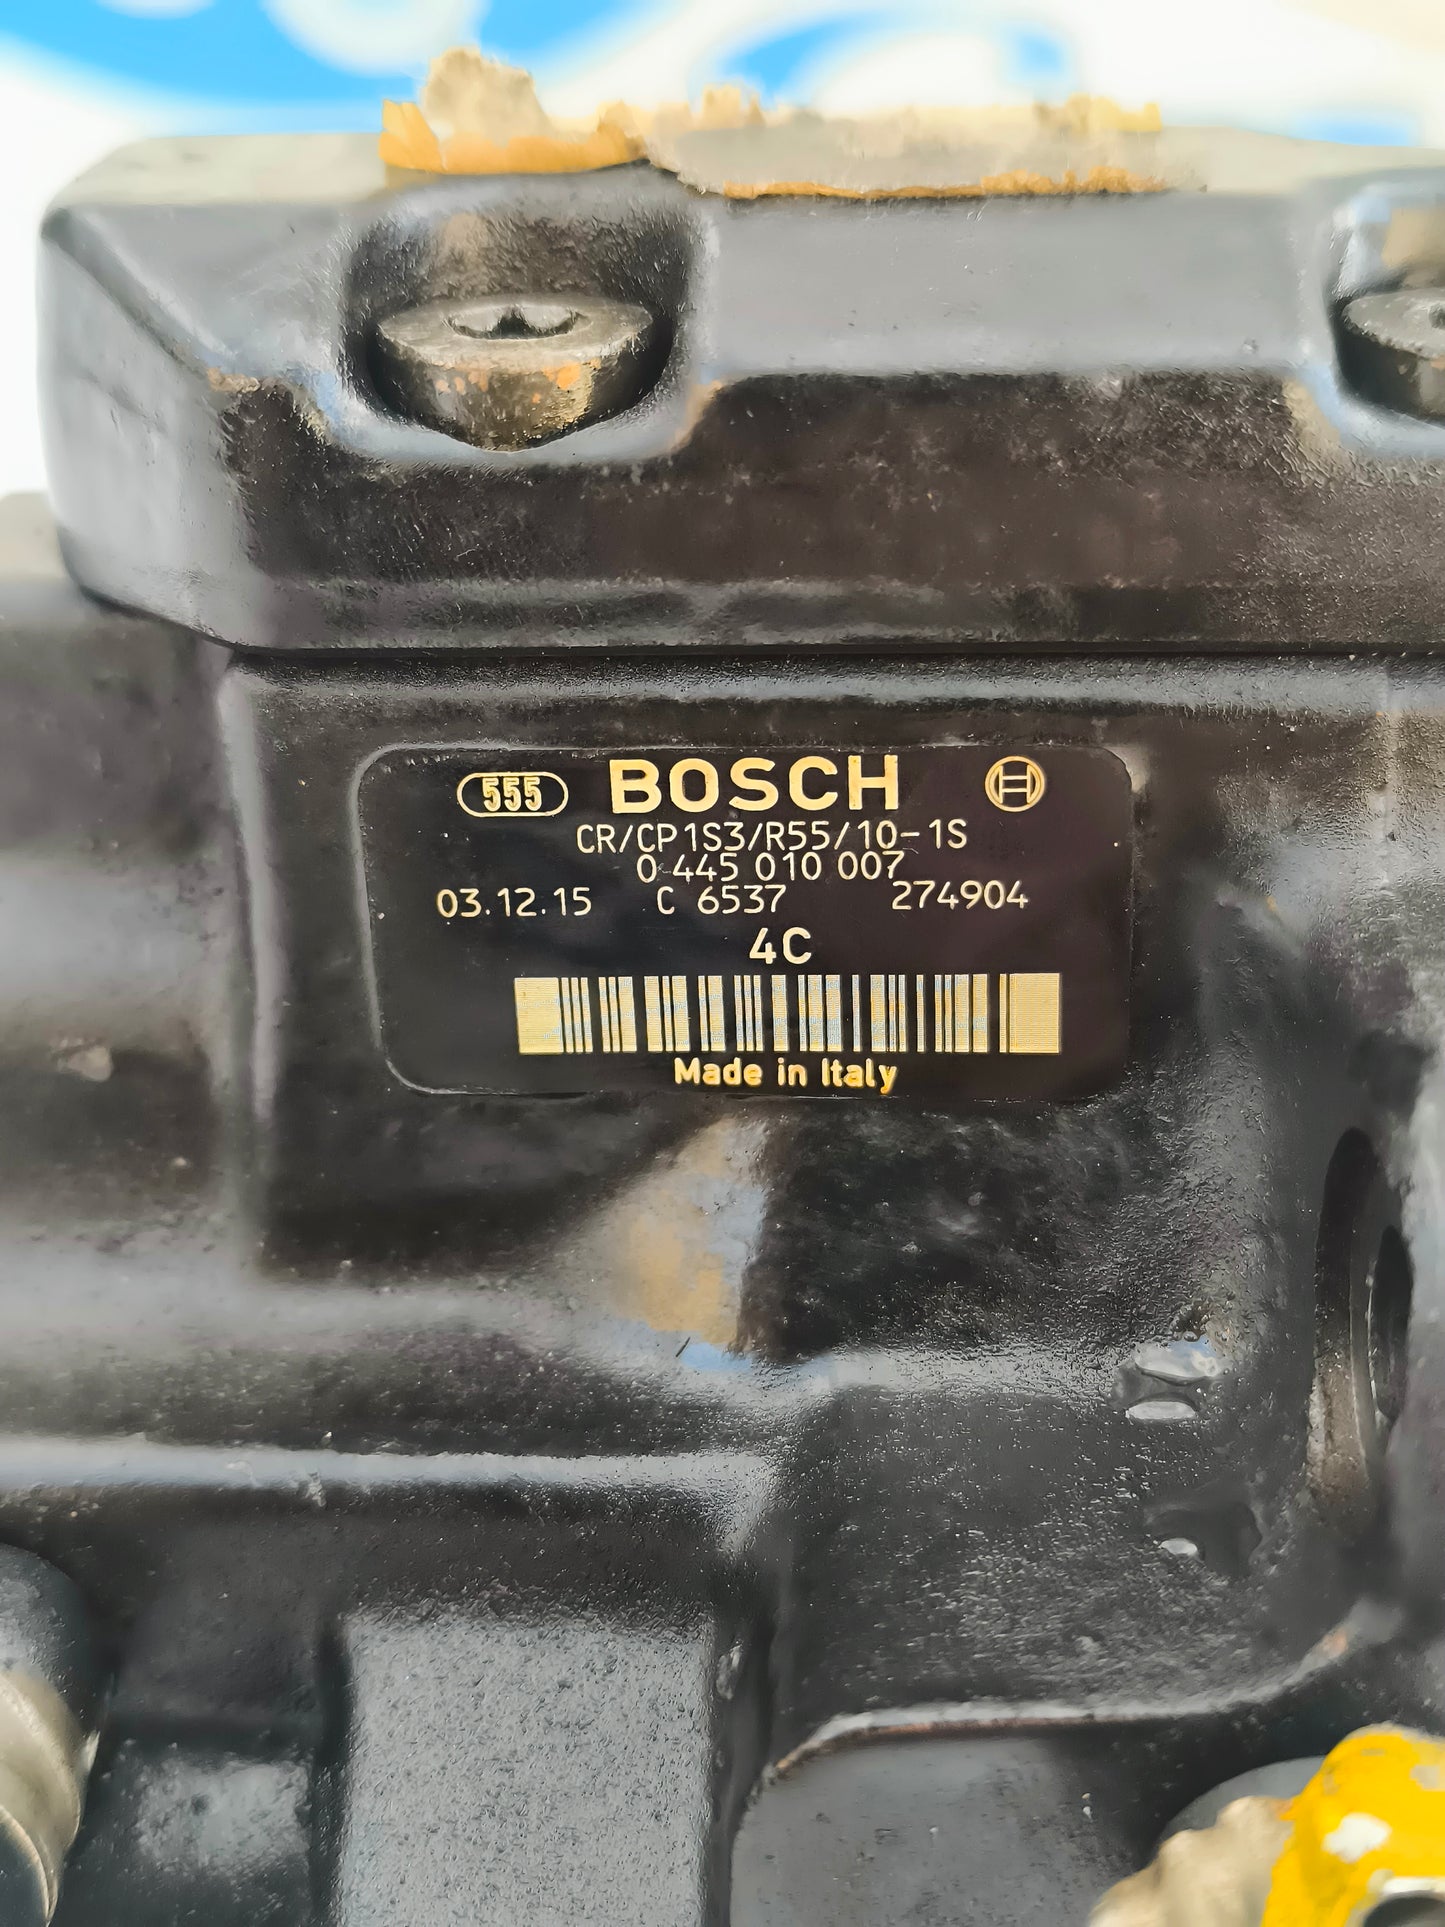 555 BOSCH
CR/CP1S3/R55/10-1S
0 445 010 007
03.12.15 C 6537 274904
4C
Made in Italy